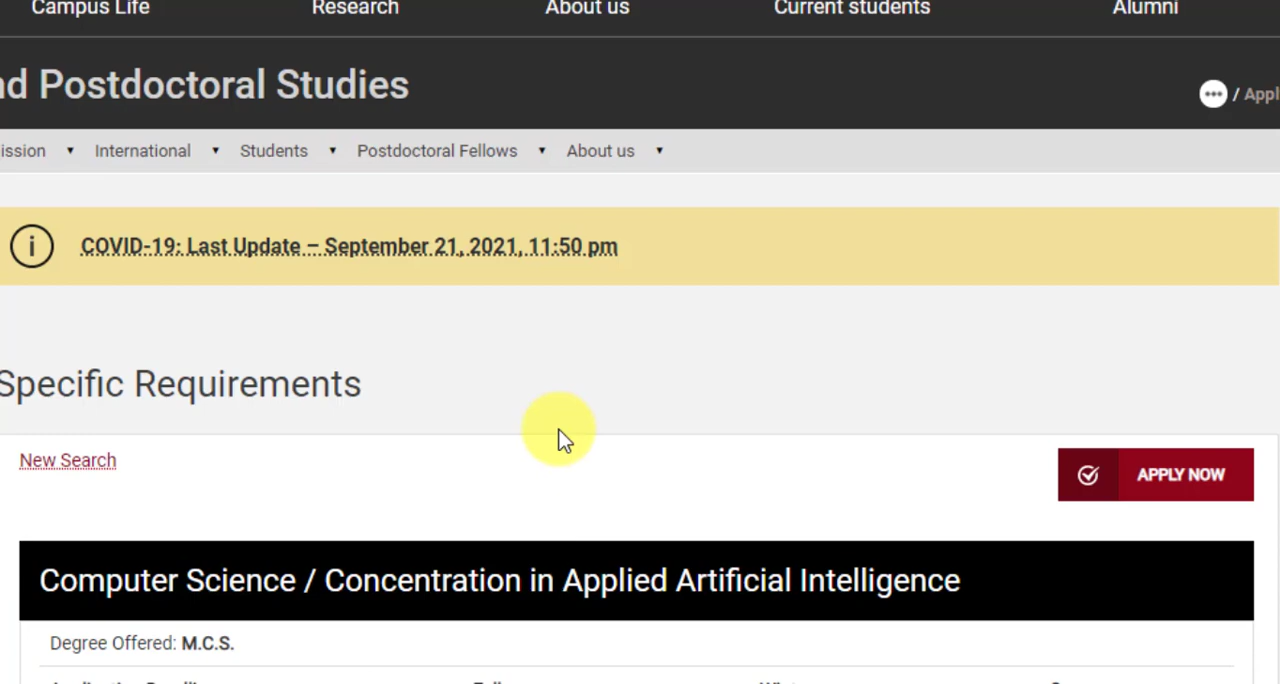 Campus Life Research About us Current students Alumni
nd Postdoctoral Studies
/ Appl
ission International Students Postdoctoral Fellows About us
i COVID-19: Last Update – September 21, 2021, 11:50 pm
Specific Requirements
New Search
APPLY NOW
Computer Science / Concentration in Applied Artificial Intelligence
Degree Offered: M.C.S.